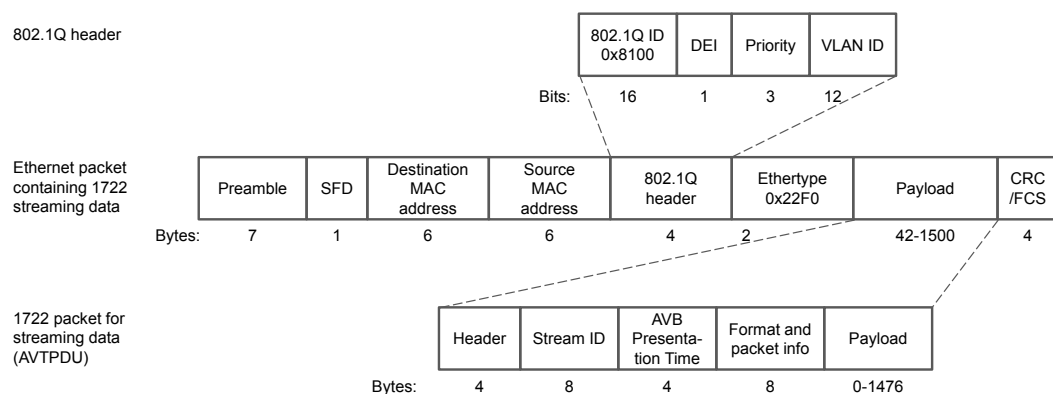 802.1Q header
802.1Q ID
0x8100
DEI
Priority
VLAN ID
Bits:
16
1
3
12
Ethernet packet
containing 1722
streaming data
Preamble
SFD
Destination
MAC
address
Source
MAC
address
802.1Q
header
Ethertype
0x22F0
Payload
CRC
/FCS
Bytes:
7
1
6
6
4
2
42-1500
4
1722 packet for
streaming data
(AVTPDU)
Header
Stream ID
AVB
Presenta-
tion Time
Format and
packet info
Payload
Bytes:
4
8
4
8
0-1476